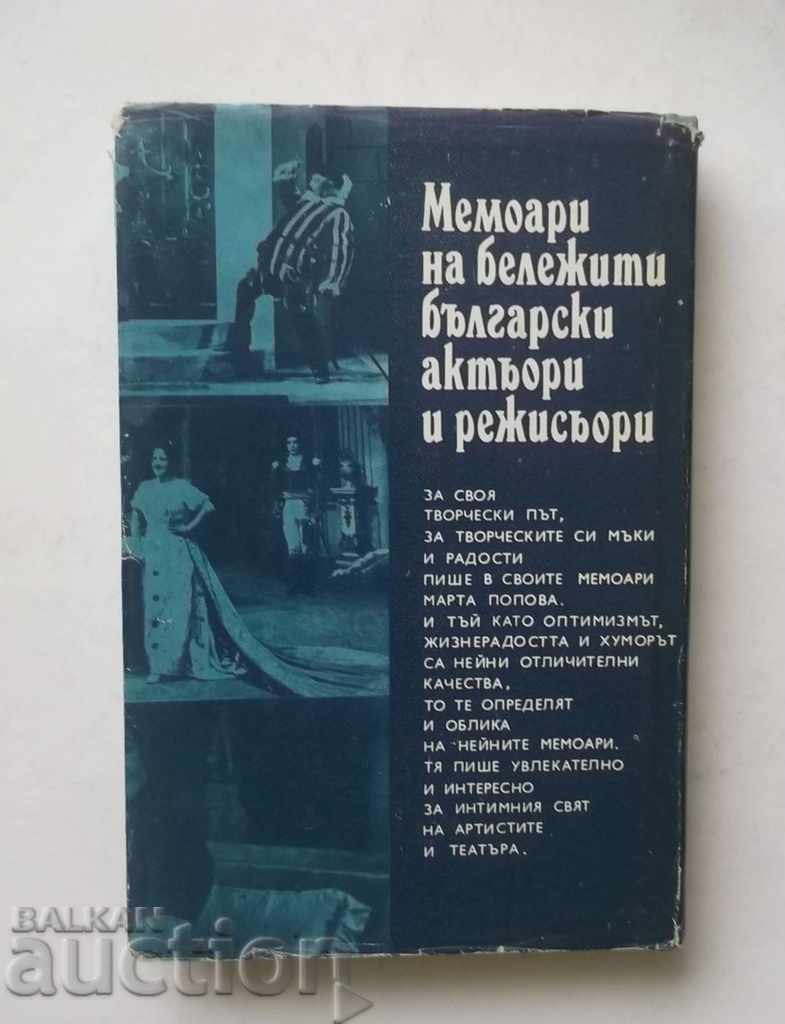 Мемоари
на бележити
български
актьори
и режисьори
ЗА СВОЯ
ТВОРЧЕСКИ ПЪТ,
ЗА ТВОРЧЕСКИТЕ СИ МЪКИ
И РАДОСТИ
ПИШЕ В СВОИТЕ МЕМОАРИ
МАРТА ПОПОВА.
И ТЪЙ КАТО ОПТИМИЗМЪТ,
ЖИЗНЕРАДОСТТА И ХУМОРЪТ
СА НЕЙНИ ОТЛИЧИТЕЛНИ
КАЧЕСТВА,
ТО ТЕ ОПРЕДЕЛЯТ
И ОБЛИКА
НА НЕЙНИТЕ МЕМОАРИ.
ТЯ ПИШЕ УВЛЕКАТЕЛНО
И ИНТЕРЕСНО
ЗА ИНТИМНИЯ СВЯТ
НА АРТИСТИТЕ
И ТЕАТЪРА.
BALKAN
auction